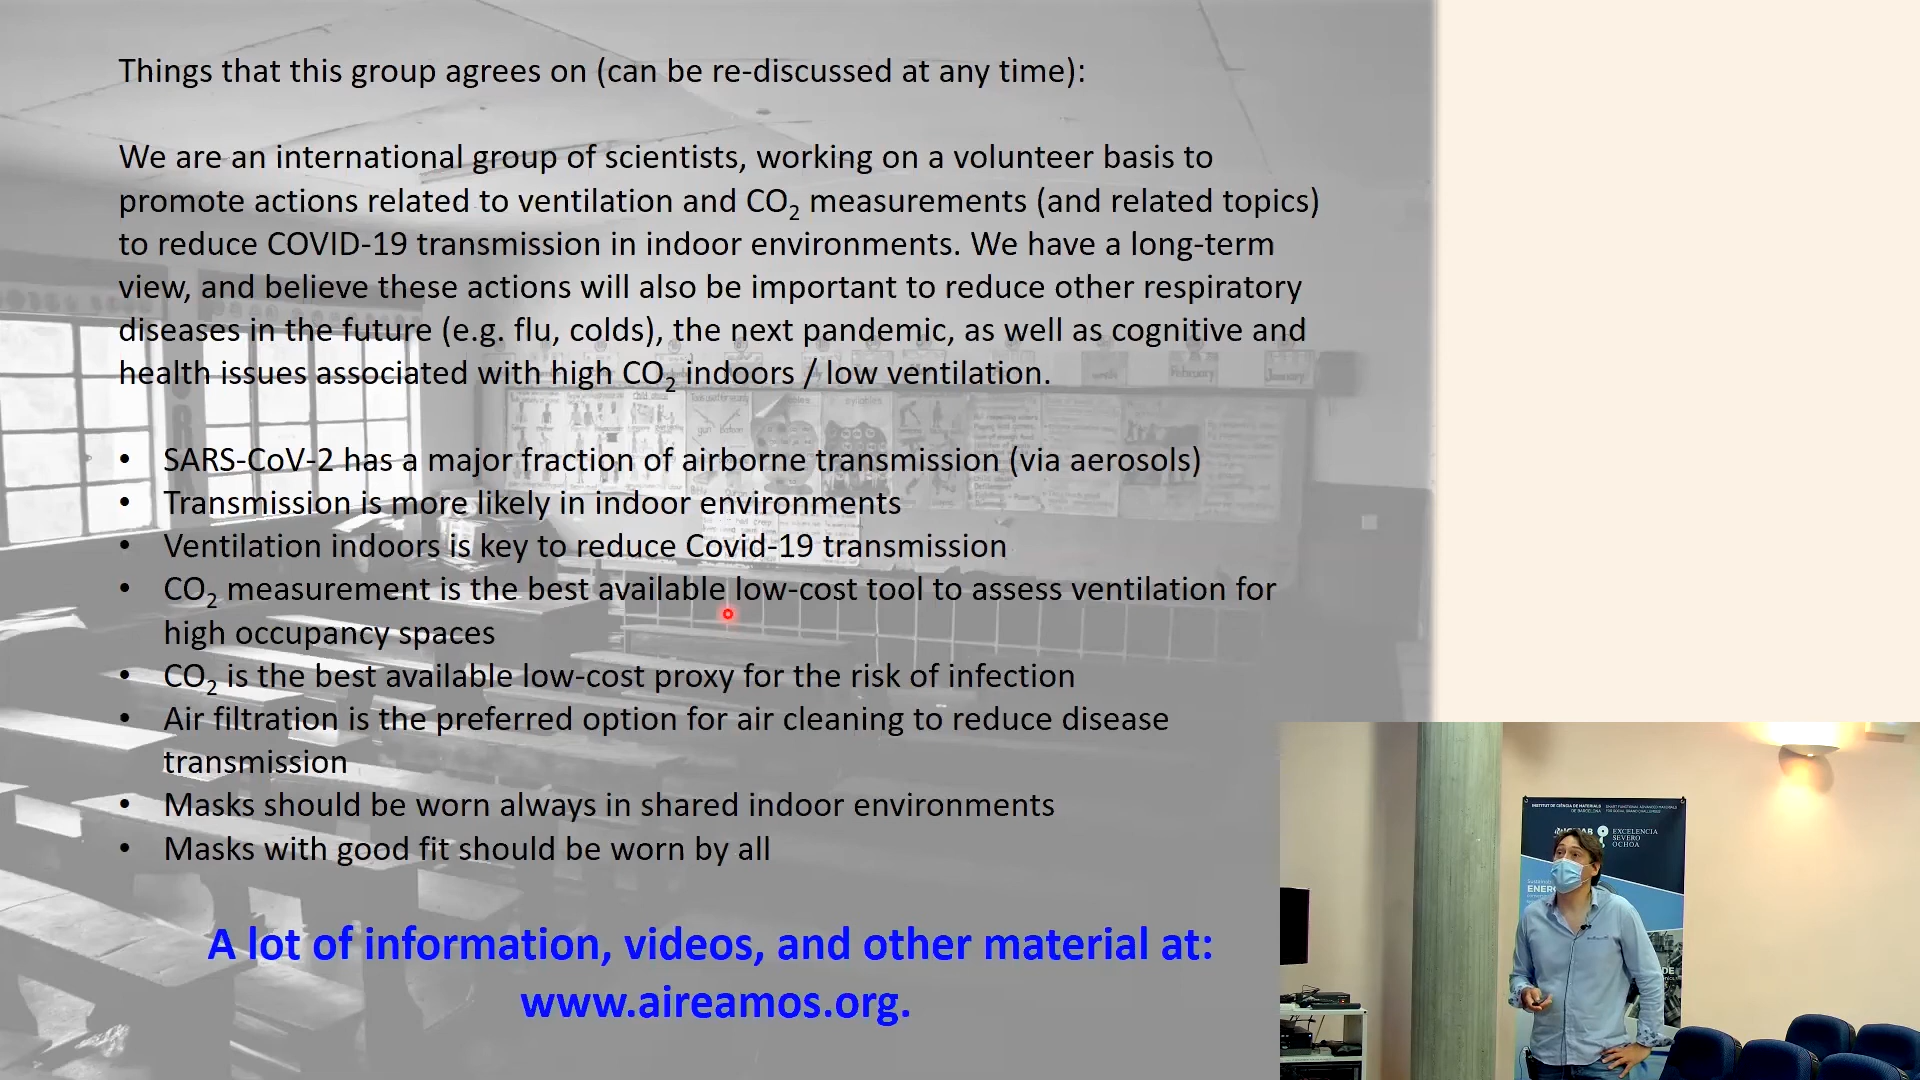 Things that this group agrees on (can be re-discussed at any time):
We are an international group of scientists, working on a volunteer basis to
promote actions related to ventilation and CO₂ measurements (and related topics)
to reduce COVID-19 transmission in indoor environments. We have a long-term
view, and believe these actions will also be important to reduce other respiratory
diseases in the future (e.g. flu, colds), the next pandemic, as well as cognitive and
health issues associated with high CO₂ indoors / low ventilation.
• SARS-CoV-2 has a major fraction of airborne transmission (via aerosols)
• Transmission is more likely in indoor environments
• Ventilation indoors is key to reduce Covid-19 transmission
• CO₂ measurement is the best available low-cost tool to assess ventilation for
high occupancy spaces
• CO₂ is the best available low-cost proxy for the risk of infection
• Air filtration is the preferred option for air cleaning to reduce disease
transmission
• Masks should be worn always in shared indoor environments
• Masks with good fit should be worn by all
A lot of information, videos, and other material at:
www.aireamos.org.
INSTITUT DE CIÈNCIA DE MATERIALS
DE BARCELONA
EXCELENCIA
SEVERO
OCHOA
February
January